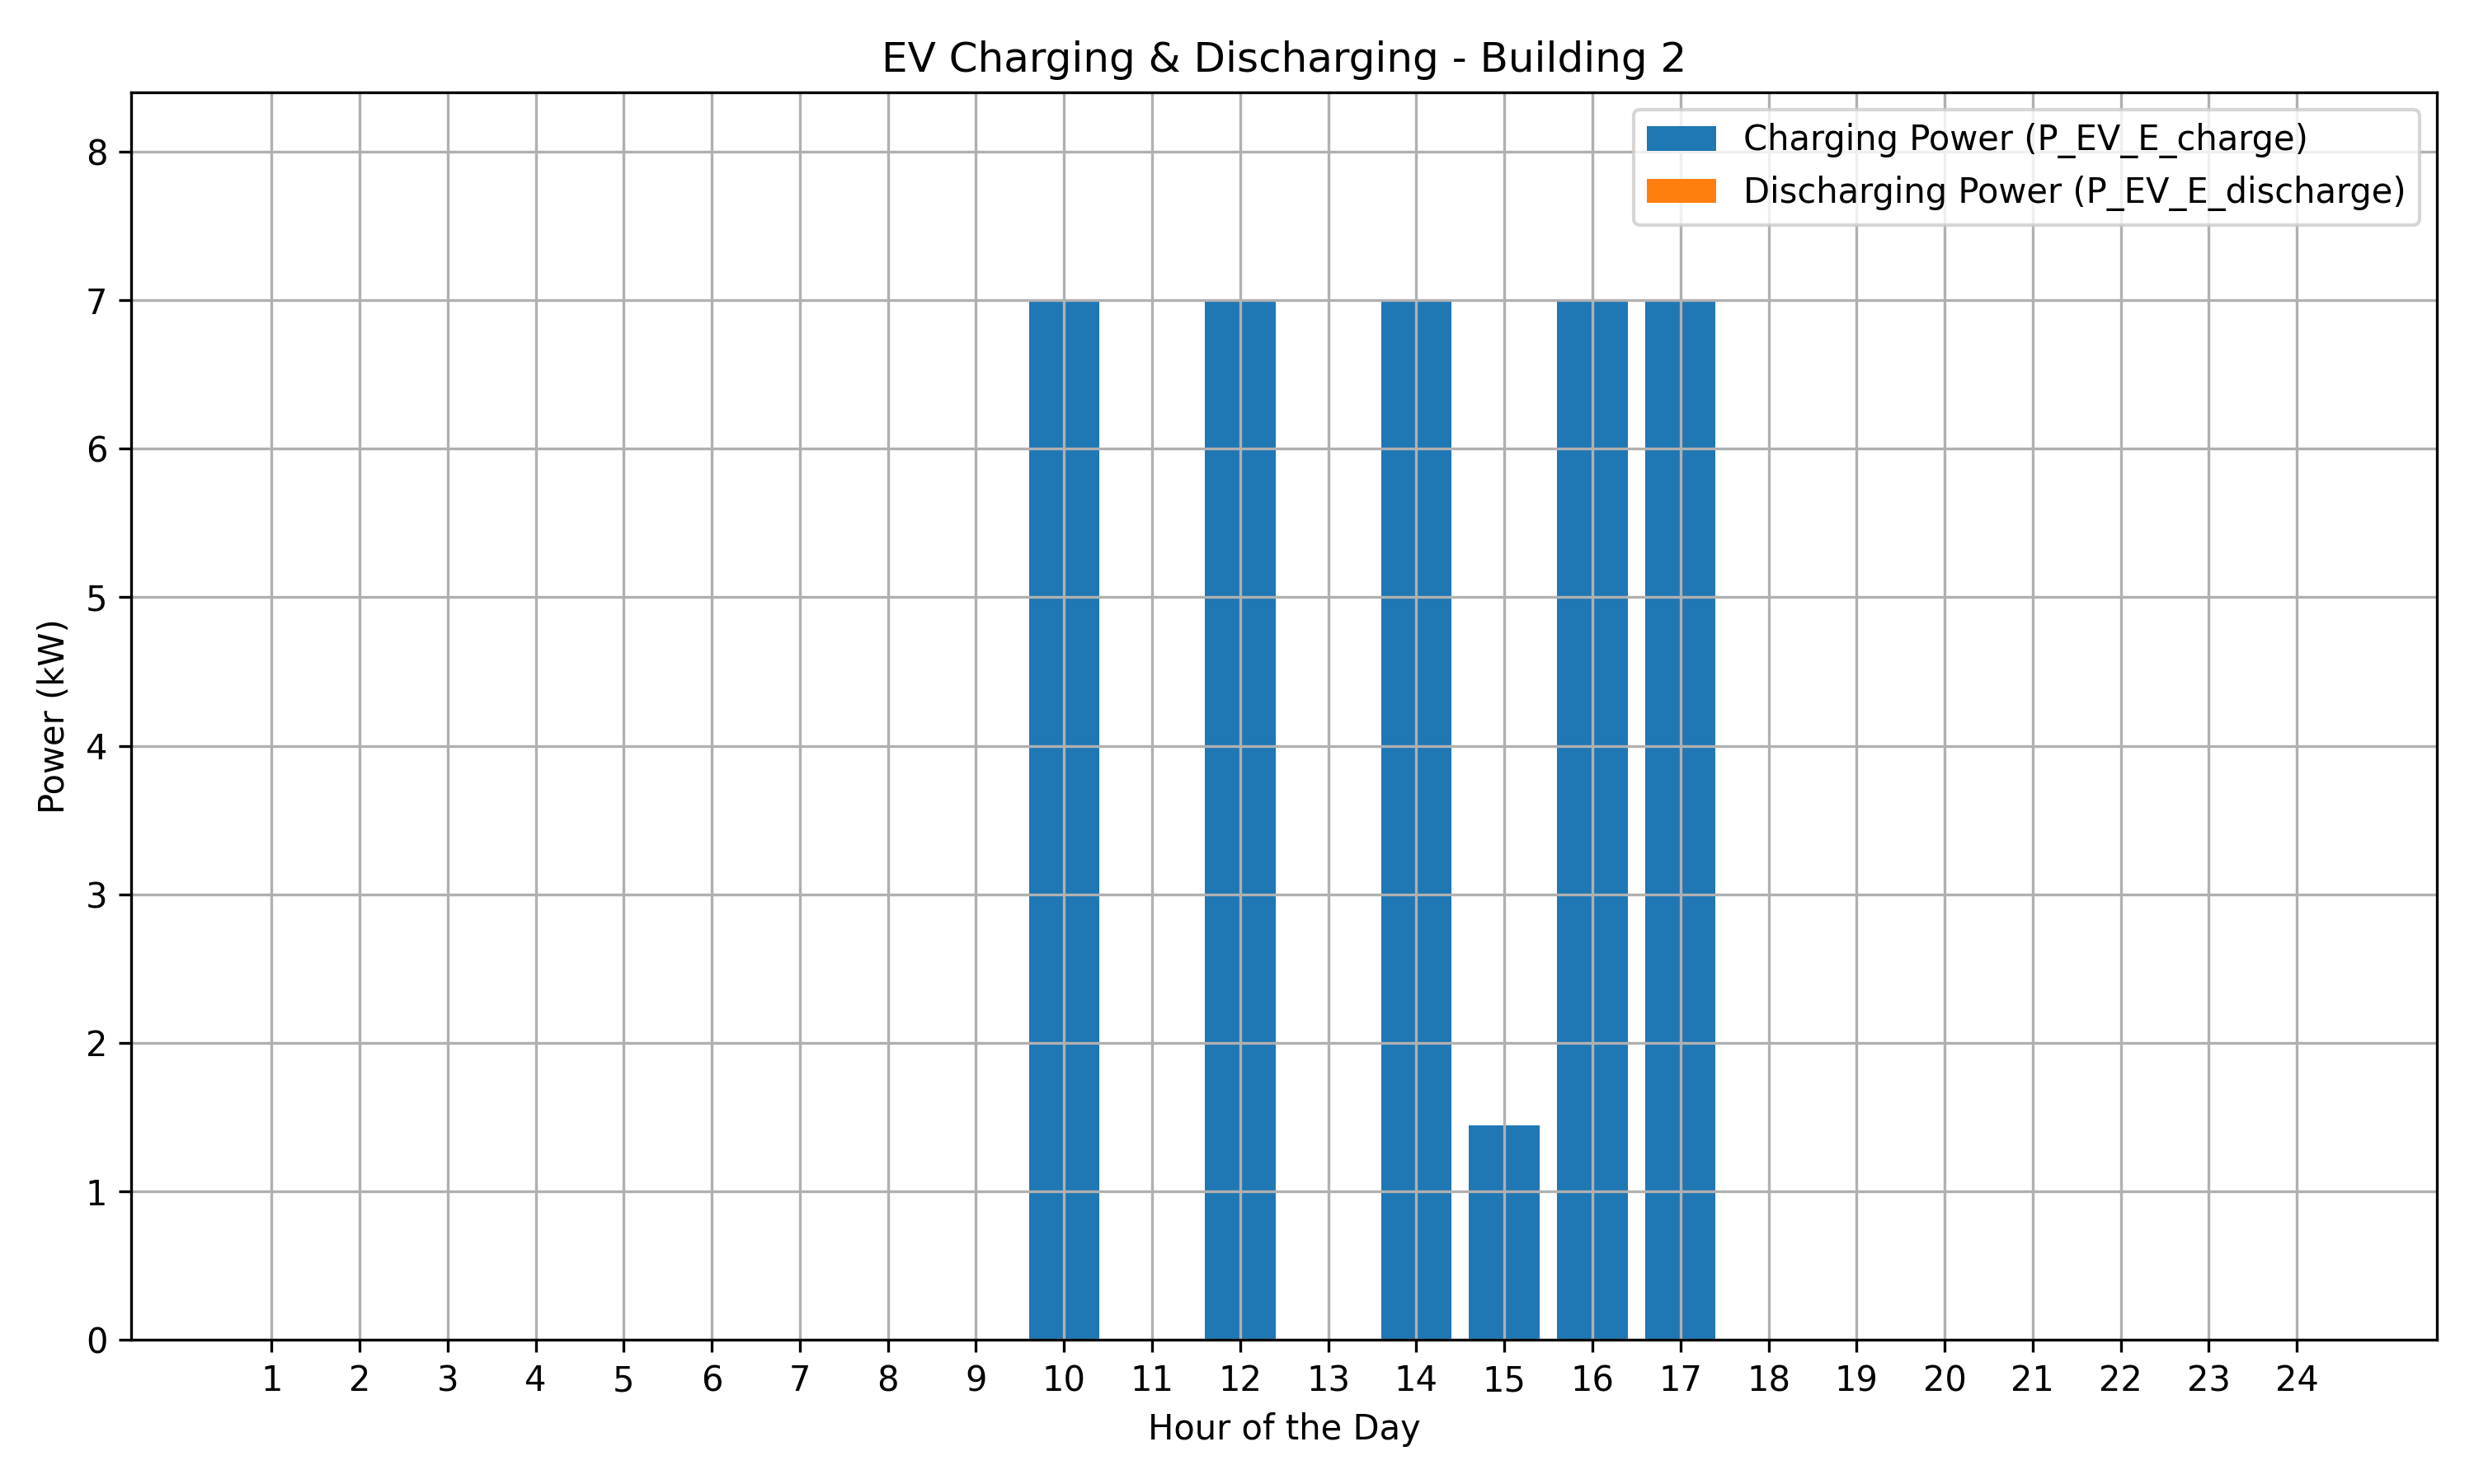 EV Charging & Discharging - Building 2
Charging Power (P_EV_E_charge)
Discharging Power (P_EV_E_discharge)
8
7
6
5
4
3
2
1
0
Power (kW)
1 2 3 4 5 6 7 8 9 10 11 12 13 14 15 16 17 18 19 20 21 22 23 24
Hour of the Day